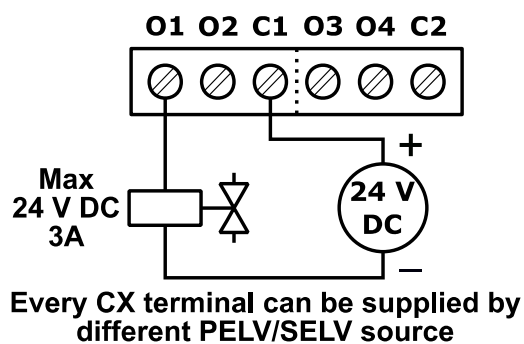 O1 O2 C1 O3 O4 C2
+
Max
24 V DC
3A
24 V
DC
−
Every CX terminal can be supplied by
different PELV/SELV source